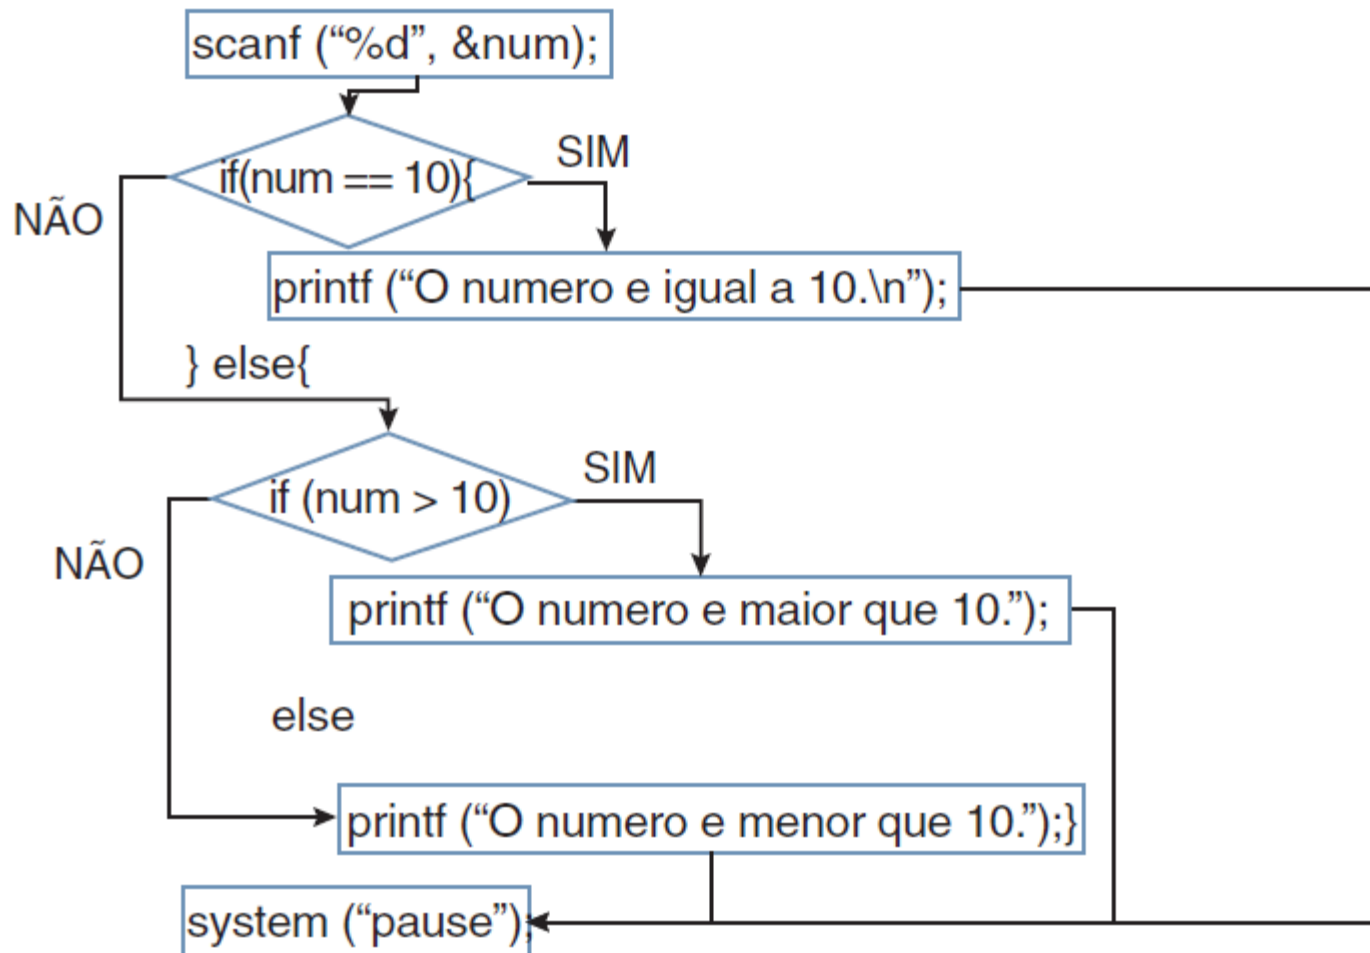 scanf (“%d”, &num);
if(num == 10){
SIM
NÃO
printf (“O numero e igual a 10.\n”);
} else{
if (num > 10)
SIM
NÃO
printf (“O numero e maior que 10.”);
else
printf (“O numero e menor que 10.”);}
system (“pause”);